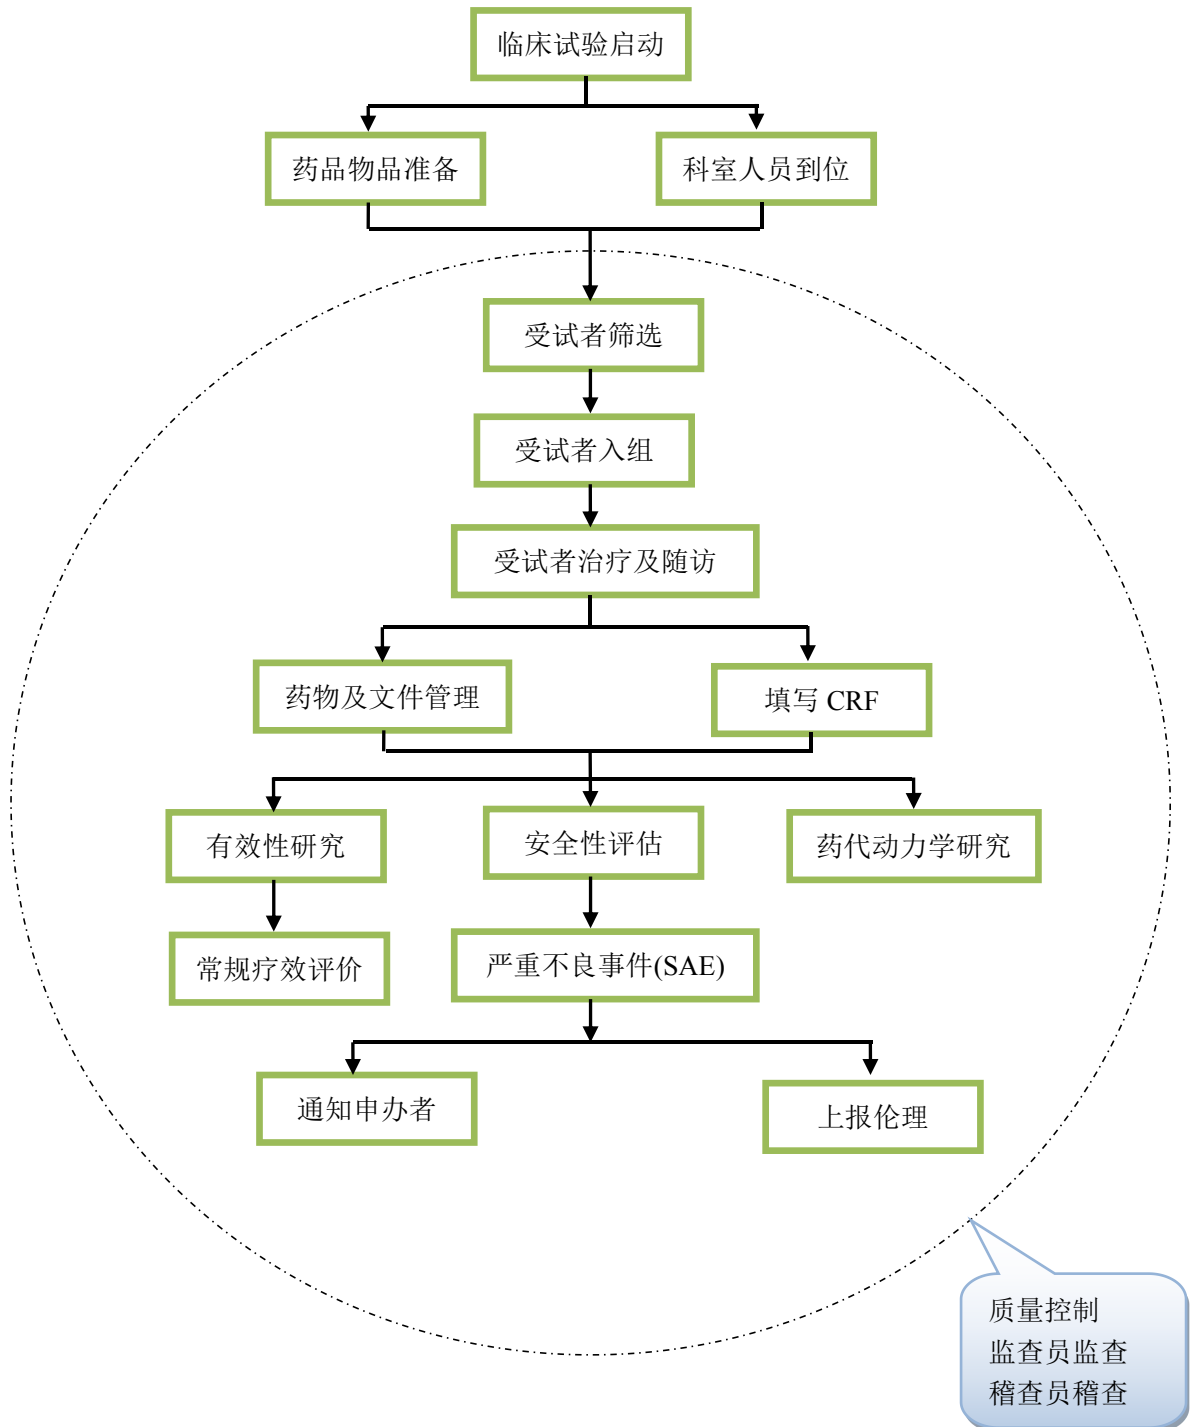 临床试验启动
药品物品准备
科室人员到位
受试者筛选
受试者入组
受试者治疗及随访
药物及文件管理
填写 CRF
有效性研究
安全性评估
药代动力学研究
常规疗效评价
严重不良事件(SAE)
通知申办者
上报伦理
质量控制
监查员监查
稽查员稽查